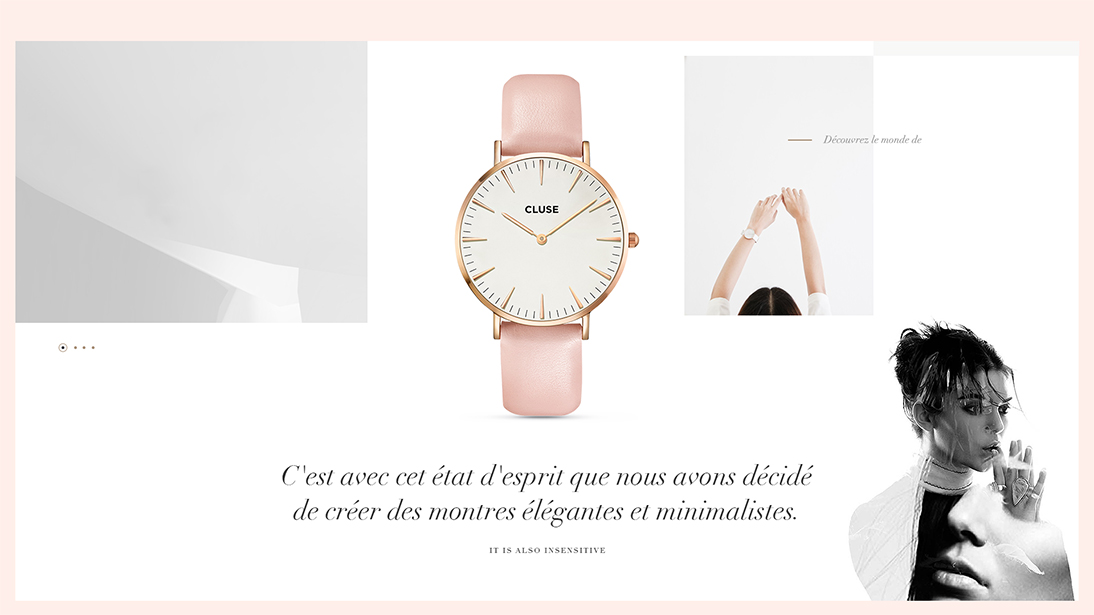 Découvrez le monde de
CLUSE
C'est avec cet état d'esprit que nous avons décidé
de créer des montres élégantes et minimalistes.
IT IS ALSO INSENSITIVE